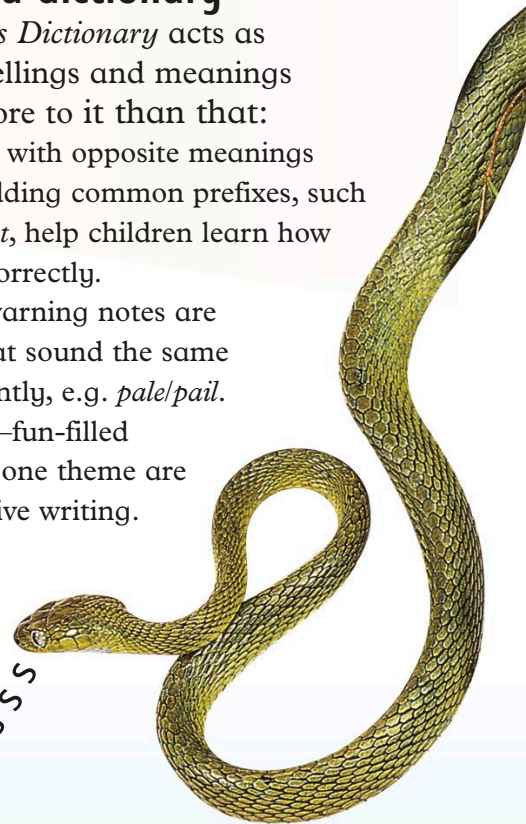 a dictionary
s Dictionary acts as
ellings and meanings
ore to it than that:
with opposite meanings
dding common prefixes, such
t, help children learn how
orrectly.
varning notes are
at sound the same
ntly, e.g. pale/pail.
–fun-filled
one theme are
ive writing.
s s s